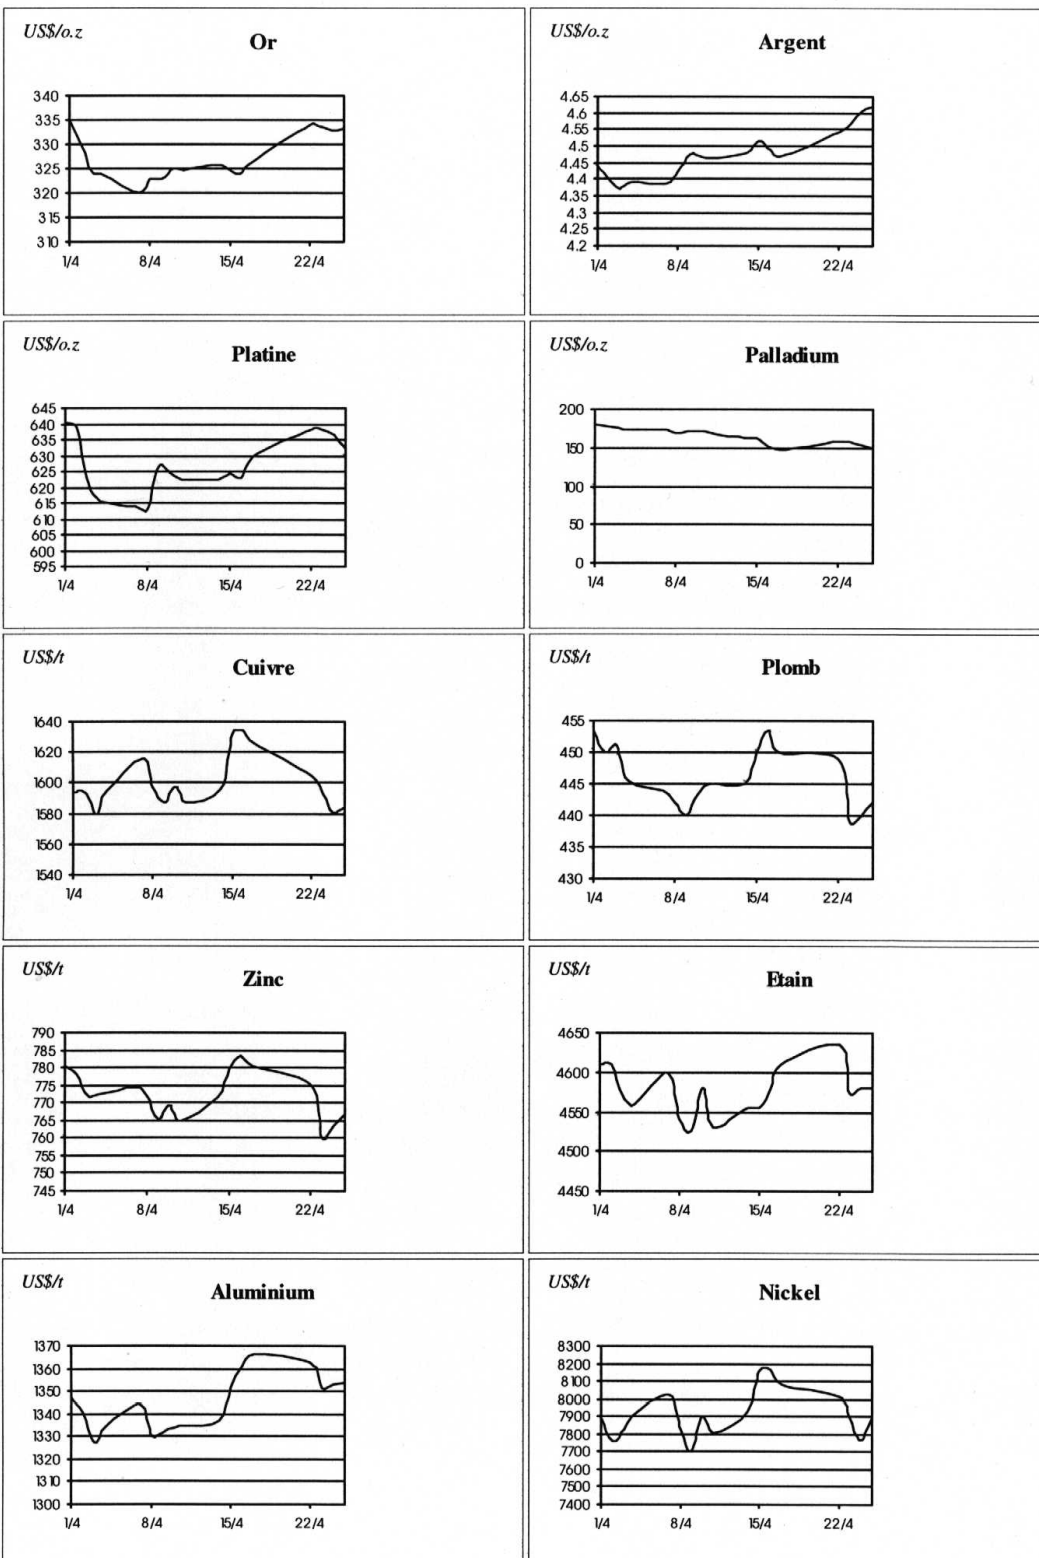 US$/o.z
Or
340
335
330
325
320
315
310
1/4 8/4 15/4 22/4
US$/o.z
Argent
4.65
4.6
4.55
4.5
4.45
4.4
4.35
4.3
4.25
4.2
1/4 8/4 15/4 22/4
US$/o.z
Platine
645
640
635
630
625
620
615
610
605
600
595
1/4 8/4 15/4 22/4
US$/o.z
Palladium
200
150
100
50
0
1/4 8/4 15/4 22/4
US$/t
Cuivre
1640
1620
1600
1580
1560
1540
1/4 8/4 15/4 22/4
US$/t
Plomb
455
450
445
440
435
430
1/4 8/4 15/4 22/4
US$/t
Zinc
790
785
780
775
770
765
760
755
750
745
1/4 8/4 15/4 22/4
US$/t
Etain
4650
4600
4550
4500
4450
1/4 8/4 15/4 22/4
US$/t
Aluminium
1370
1360
1350
1340
1330
1320
1310
1300
1/4 8/4 15/4 22/4
US$/t
Nickel
8300
8200
8100
8000
7900
7800
7700
7600
7500
7400
1/4 8/4 15/4 22/4